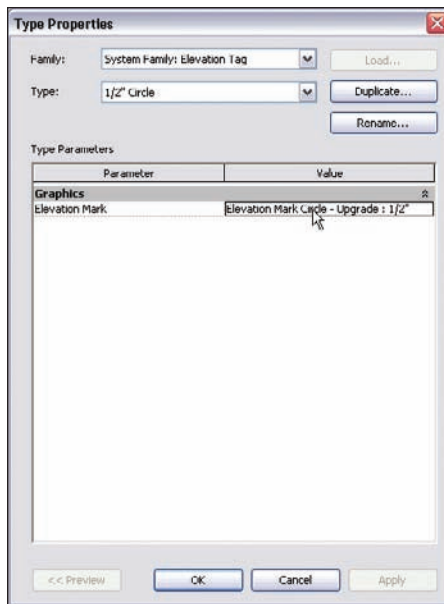 Type Properties
Family: System Family: Elevation Tag Load...
Type: 1/2" Circle Duplicate...
Rename...
Type Parameters
Parameter Value
Graphics
Elevation Mark Elevation Mark Circle - Upgrade : 1/2"
<< Preview OK Cancel Apply